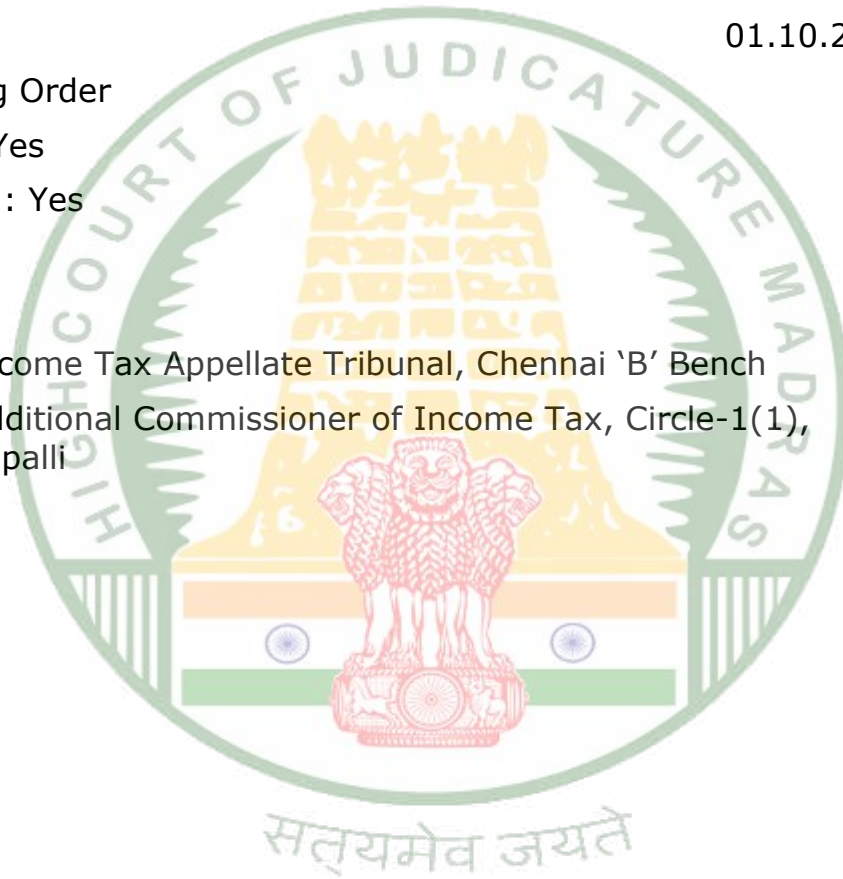 01.10.2
g Order
Yes
: Yes
HIGH COURT OF JUDICATURE MADRAS
come Tax Appellate Tribunal, Chennai ‘B’ Bench
dditional Commissioner of Income Tax, Circle-1(1),
palli
सत्यमेव जयते